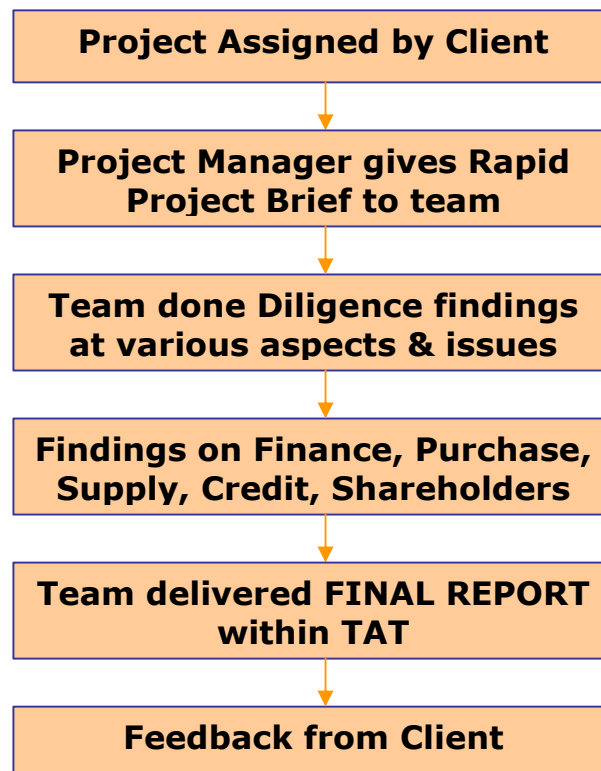 Project Assigned by Client
Project Manager gives Rapid
Project Brief to team
Team done Diligence findings
at various aspects & issues
Findings on Finance, Purchase,
Supply, Credit, Shareholders
Team delivered FINAL REPORT
within TAT
Feedback from Client